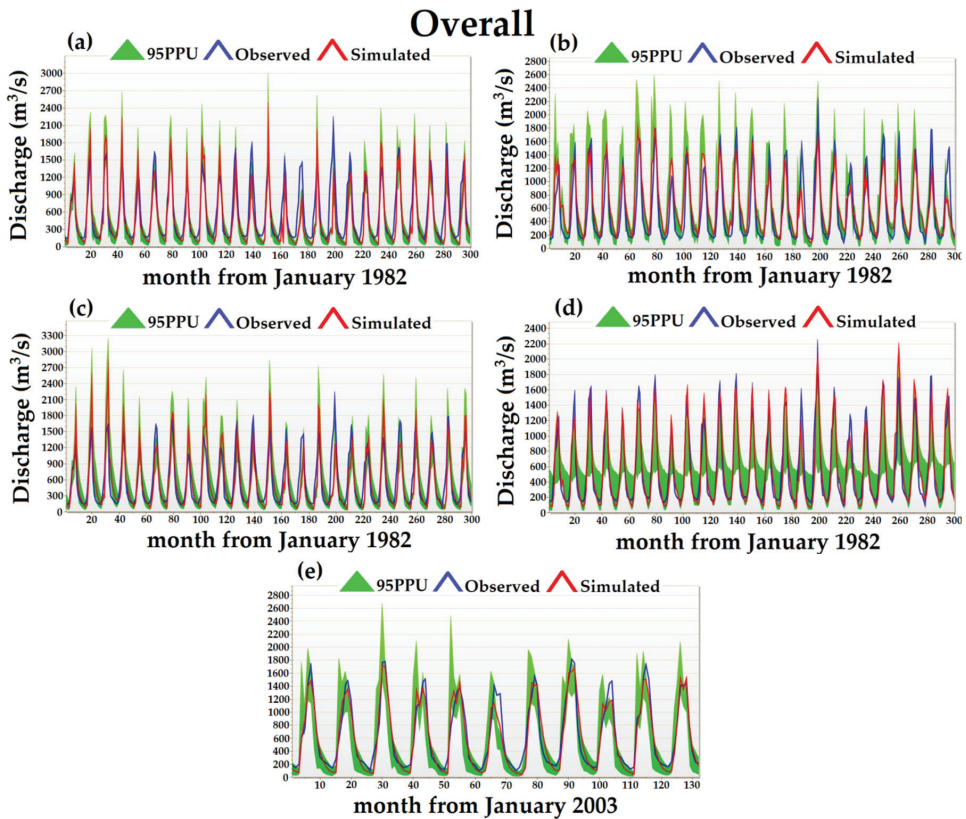 Overall
(a)
95PPU Observed Simulated
Discharge (m³/s)
3000
2700
2400
2100
1800
1500
1200
900
600
300
0
20 40 60 80 100 120 140 160 180 200 220 240 260 280 300
month from January 1982
(b)
95PPU Observed Simulated
Discharge (m³/s)
2800
2600
2400
2200
2000
1800
1600
1400
1200
1000
800
600
400
200
0
20 40 60 80 100 120 140 160 180 200 220 240 260 280 300
month from January 1982
(c)
95PPU Observed Simulated
Discharge (m³/s)
3300
3000
2700
2400
2100
1800
1500
1200
900
600
300
0
20 40 60 80 100 120 140 160 180 200 220 240 260 280 300
month from January 1982
(d)
95PPU Observed Simulated
Discharge (m³/s)
2400
2200
2000
1800
1600
1400
1200
1000
800
600
400
200
0
20 40 60 80 100 120 140 160 180 200 220 240 260 280 300
month from January 1982
(e)
95PPU Observed Simulated
2800
2600
2400
2200
2000
1800
1600
1400
1200
1000
800
600
400
200
0
10 20 30 40 50 60 70 80 90 100 110 120 130
month from January 2003